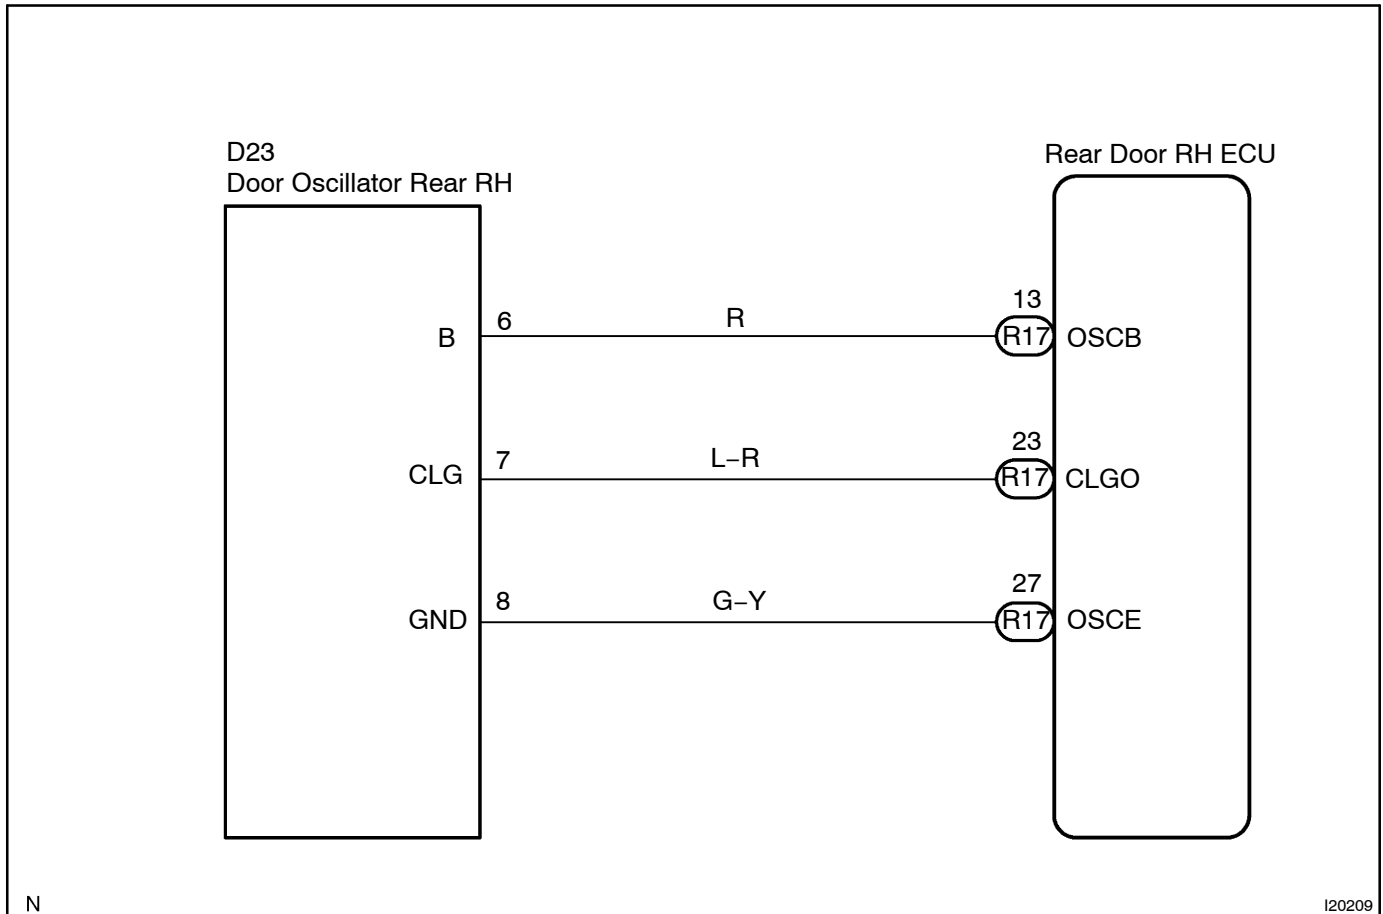 D23
Door Oscillator Rear RH
Rear Door RH ECU
B
6
R
13
R17
OSCB
CLG
7
L−R
23
R17
CLGO
GND
8
G−Y
27
R17
OSCE
N
I20209